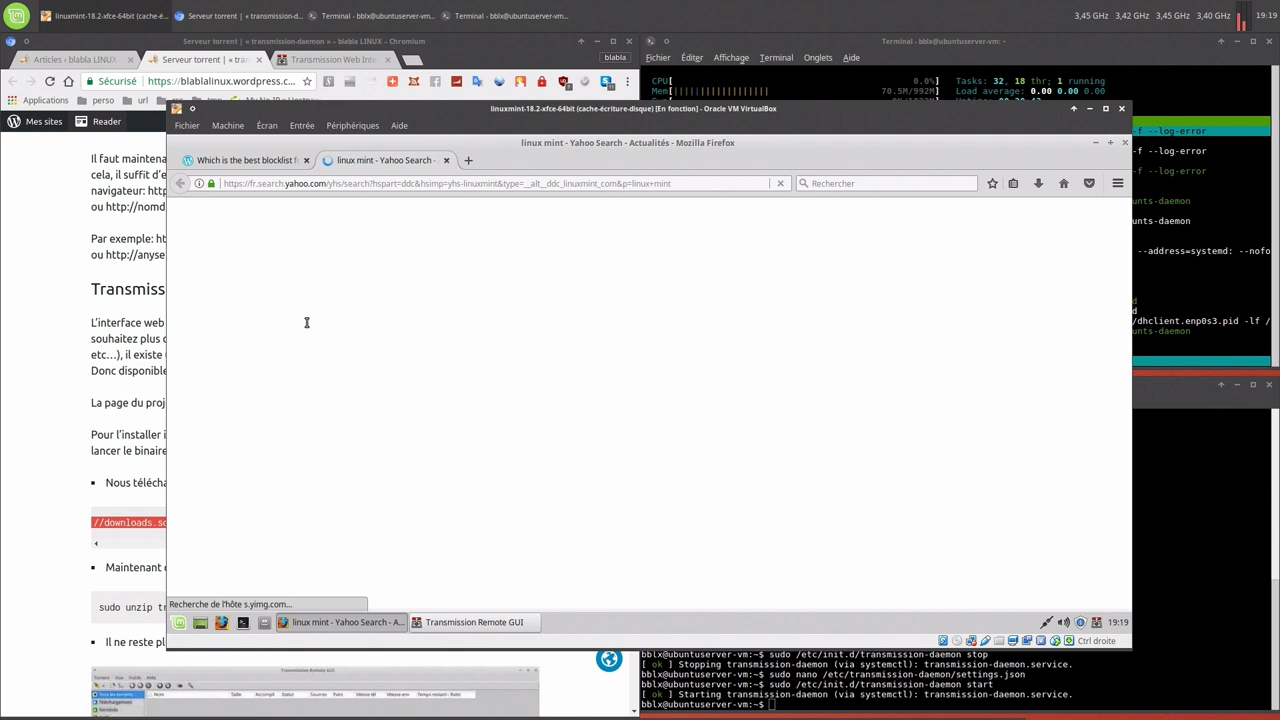 linuxmint-18.2-xfce-64bit (cache-é...
Serveur torrent | « transmission-d...
Terminal - bblx@ubuntuserver-vm:...
Terminal - bblx@ubuntuserver-vm:...
3,45 GHz 3,42 GHz 3,45 GHz 3,40 GHz
19:19
Serveur torrent | « transmission-daemon » – blabla LINUX – Chromium
Terminal - bblx@ubuntuserver-vm: ~
Articles ‹ blabla LINUX
Serveur torrent | « tran
Transmission Web Inte
blabla
Fichier Éditer Affichage Terminal Onglets Aide
Sécurisé https://blablalinux.wordpress.c
CPU[ 0.0%] Tasks: 32, 18 thr; 1 running
Mem[ 70.5M/992M] Load average: 0.00 0.00 0.00
Applications perso url vm
linuxmint-18.2-xfce-64bit (cache-écriture-disque) [En fonction] - Oracle VM VirtualBox
Mes sites Reader
Fichier Machine Écran Entrée Périphériques Aide
-f --log-error
linux mint - Yahoo Search - Actualités - Mozilla Firefox
-f --log-error
Il faut maintena
Which is the best blocklist f
linux mint - Yahoo Search -
cela, il suffit d'e
-f --log-error
https://fr.search.yahoo.com/yhs/search?hspart=ddc&hsimp=yhs-linuxmint&type=__alt__ddc_linuxmint_com&p=linux+mint
Rechercher
navigateur: http
ou http://nomd
unts-daemon
unts-daemon
Par exemple: ht
ou http://anyse
--address=systemd: --nofo
Transmiss
L'interface web
souhaitez plus d
etc…), il existe
Donc disponible
d
d
/dhclient.enp0s3.pid -lf /
unts-daemon
La page du proj
Pour l'installer i
lancer le binaire
Nous télécha
//downloads.so
Maintenant d
sudo unzip tr
Il ne reste pl
Recherche de l'hôte s.yimg.com...
linux mint - Yahoo Search - A...
Transmission Remote GUI
19:19
Ctrl droite
bblx@ubuntuserver-vm:~$ sudo /etc/init.d/transmission-daemon stop
[ ok ] Stopping transmission-daemon (via systemctl): transmission-daemon.service.
bblx@ubuntuserver-vm:~$ sudo nano /etc/transmission-daemon/settings.json
bblx@ubuntuserver-vm:~$ sudo /etc/init.d/transmission-daemon start
[ ok ] Starting transmission-daemon (via systemctl): transmission-daemon.service.
bblx@ubuntuserver-vm:~$